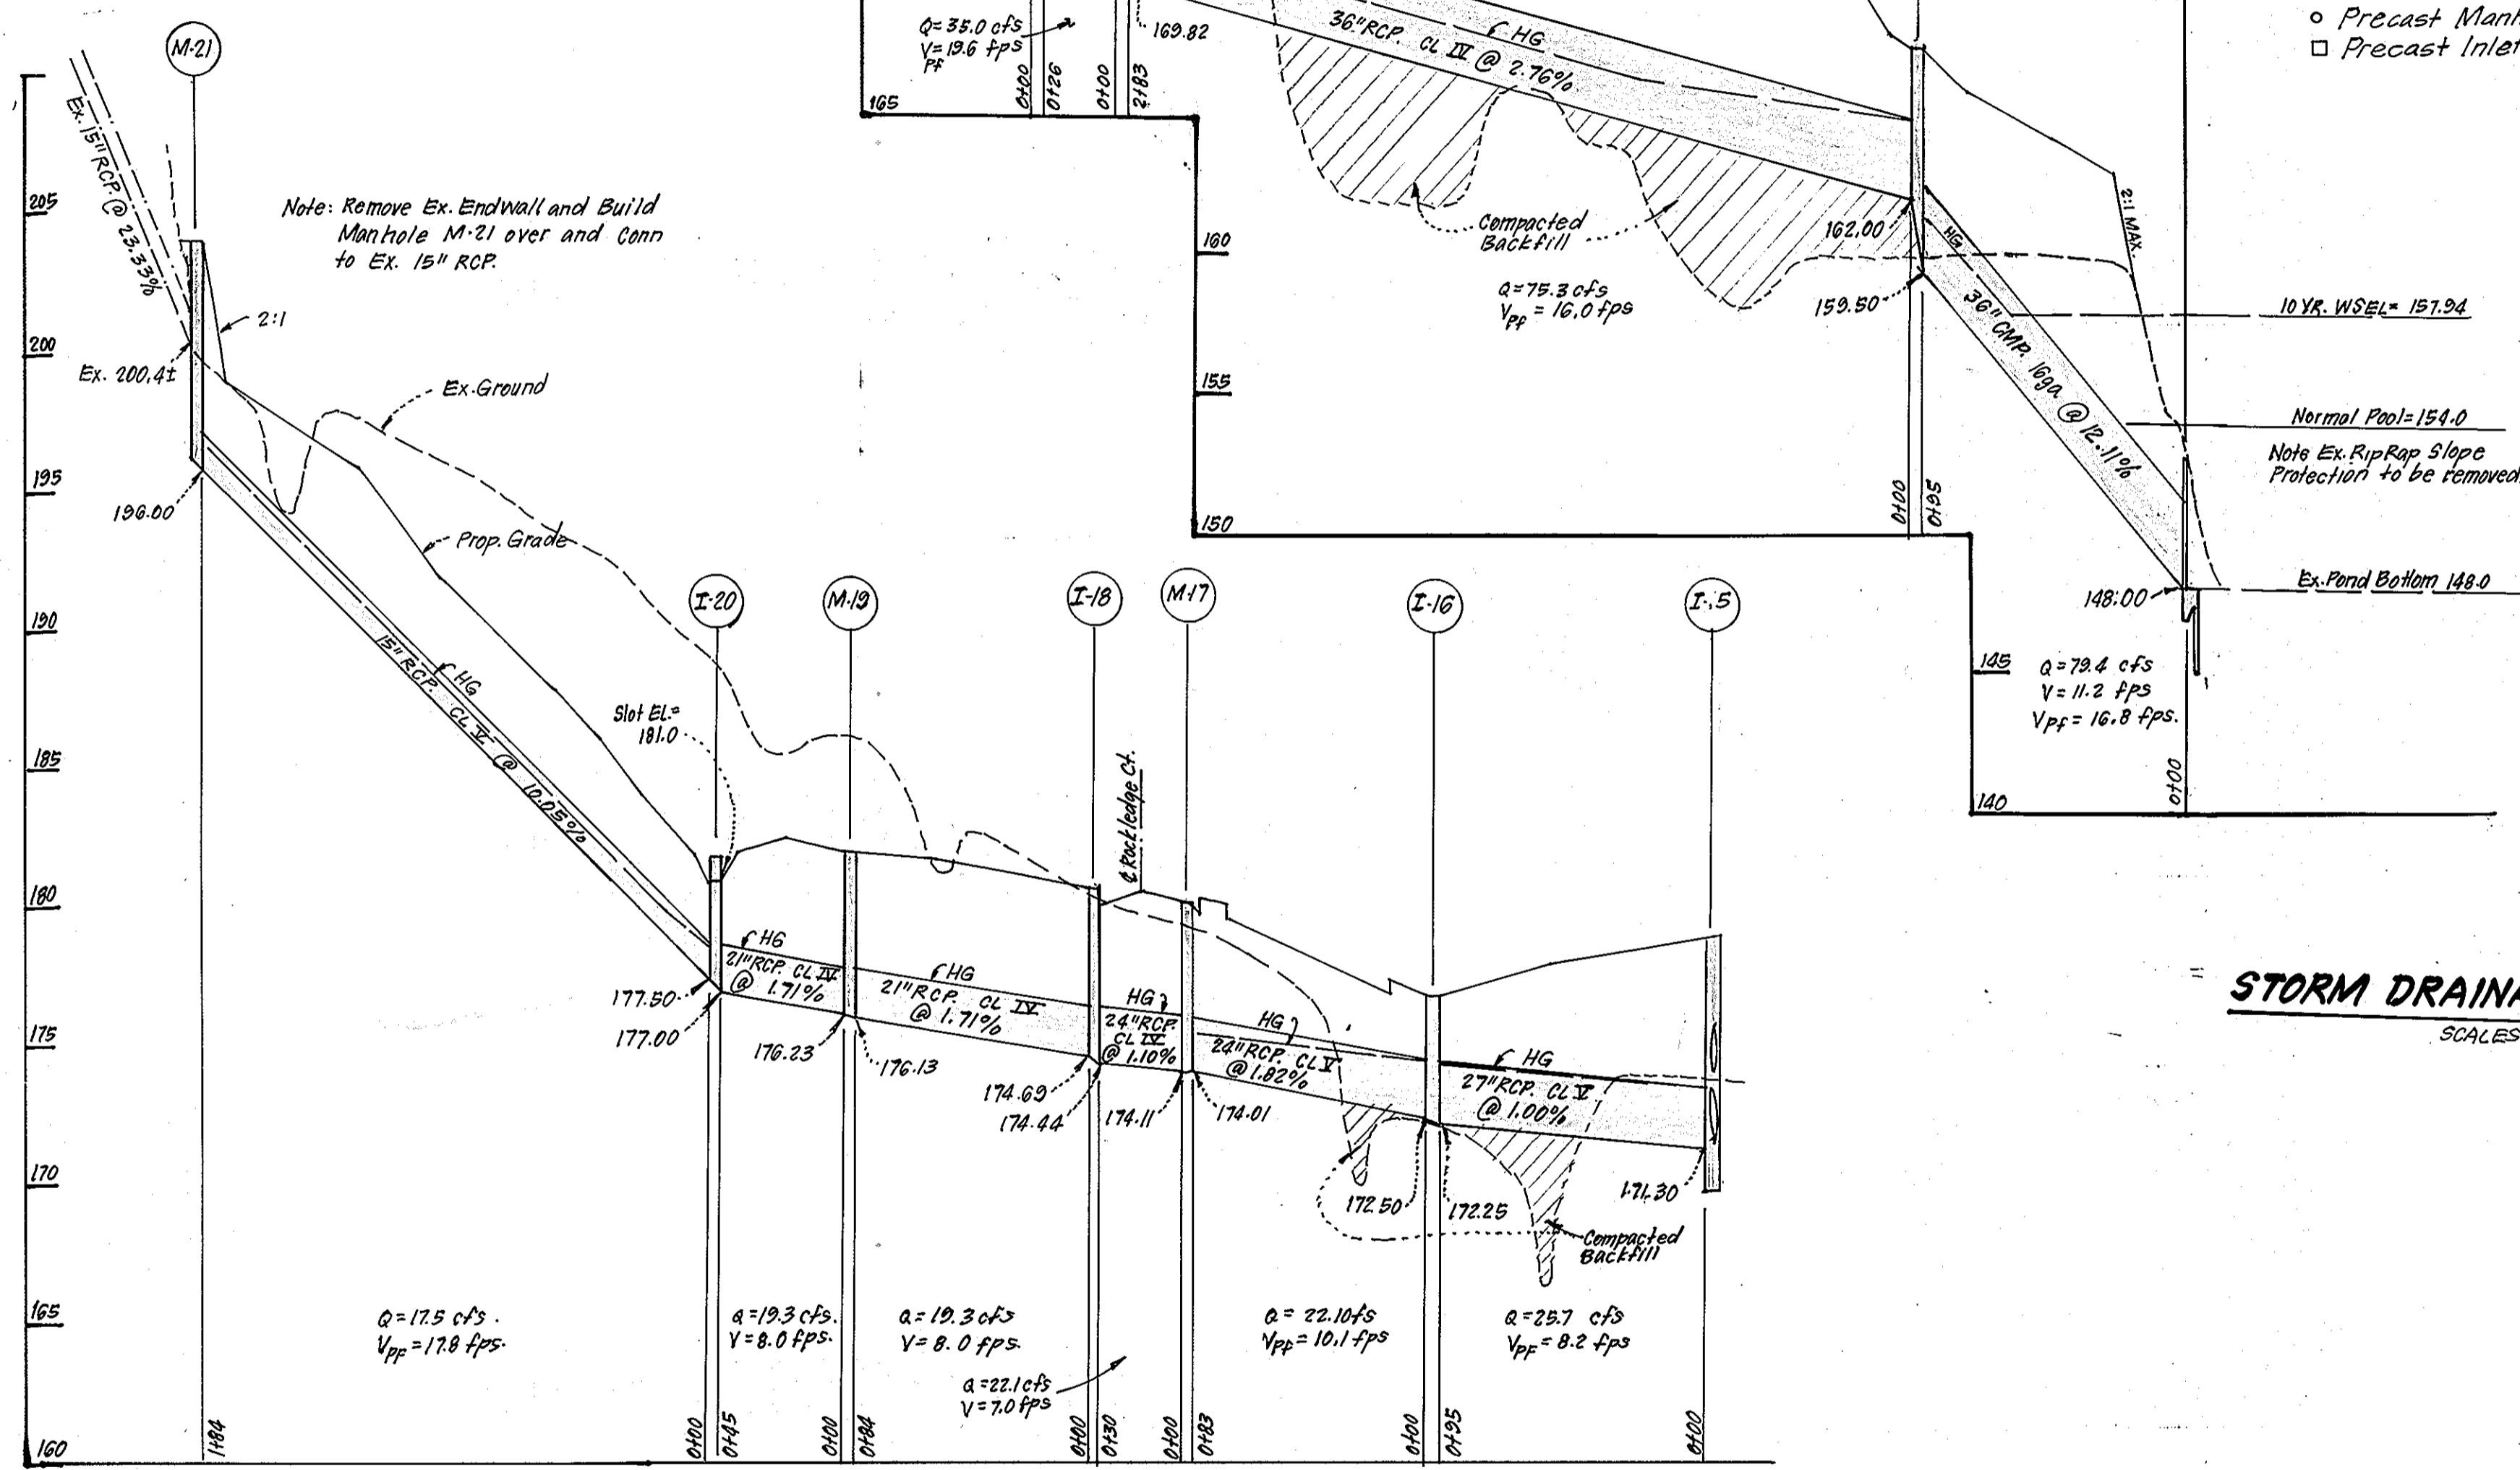 M-21
Ex. 15" RCP. @ 23.33%
Note: Remove Ex. Endwall and Build
Manhole M-21 over and Conn
to Ex. 15" RCP.
2:1
Ex. 200.4±
Ex. Ground
196.00
Prop. Grade
205
200
195
190
185
180
175
170
165
160
15" RCP. CL V @ 10.05%
HG
Slot EL=
181.0
I-20
M-19
I-18
M-17
I-16
℄ Rockledge Ct.
177.50
177.00
HG
21" RCP. CL IV
@ 1.71%
176.23
176.13
HG
21" RCP. CL IV
@ 1.71%
174.69
174.44
HG
24" RCP.
CL IV
@ 1.10%
174.11
174.01
HG
24" RCP. CL V
@ 1.82%
172.50
172.25
HG
27" RCP. CL V
@ 1.00%
171.30
Compacted
Backfill
Q=17.5 cfs.
VPF=17.8 fps.
Q=19.3 cfs.
V=8.0 fps.
Q=19.3 cfs
V=8.0 fps.
Q=22.1 cfs
V=7.0 fps
Q= 22.10fs
VPF=10.1 fps
Q=25.7 cfs
VPF=8.2 fps
1+84
0+00
0+45
0+00
0+84
0+00
0+30
0+00
0+83
0+00
0+95
0+00
Q=35.0 cfs
V=19.6 fps
PF
169.82
0+00
0+26
0+00
2+83
165
160
155
150
145
140
36" RCP. CL IV @ 2.76%
HG
Compacted
Backfill
Q=75.3 cfs
Vpf = 16.0 fps
162.00
159.50
HG
36" CMP. 16ga @ 12.11%
2:1 MAX.
0+00
0+95
148.00
Q=79.4 cfs
V=11.2 fps
Vpf= 16.8 fps.
0+00
Precast
Precast
10 YR. WSEL= 157.94
Normal Pool=154.0
Note Ex. Rip Rap Slope
Protection to be removed
Ex. Pond Bottom 148.0
STORM
SCALES